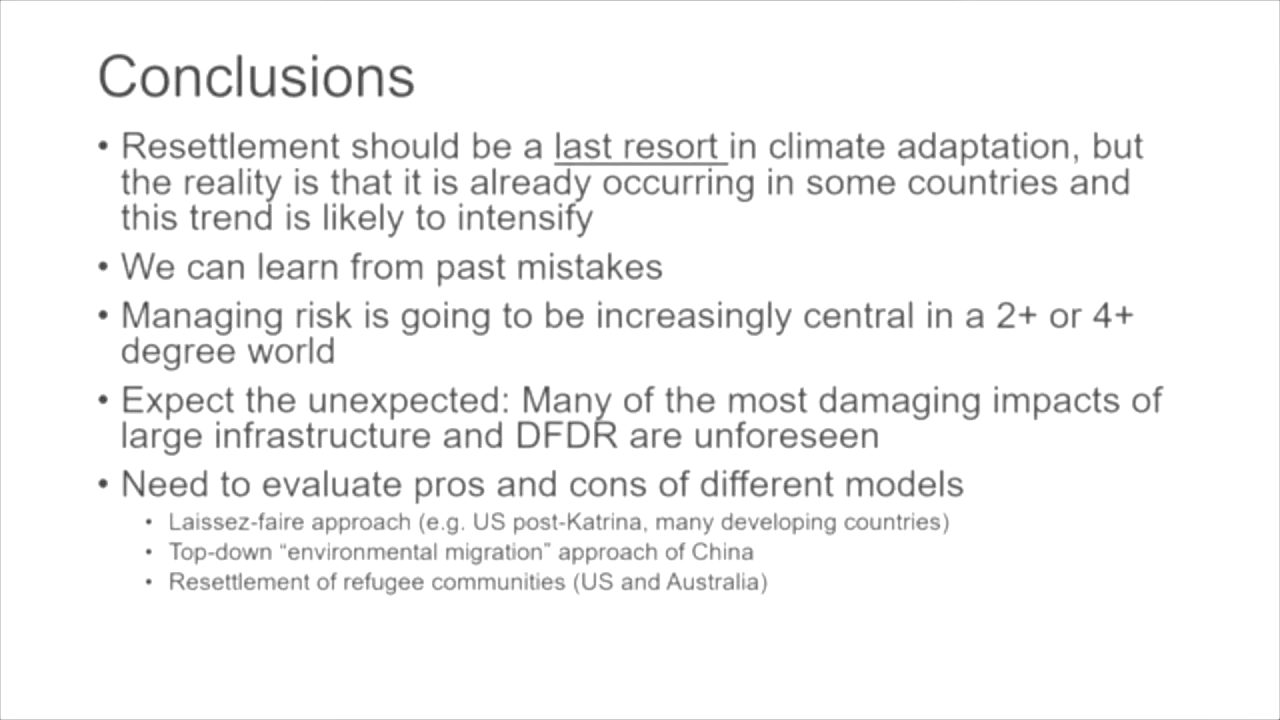 Conclusions
• Resettlement should be a last resort in climate adaptation, but
the reality is that it is already occurring in some countries and
this trend is likely to intensify
• We can learn from past mistakes
• Managing risk is going to be increasingly central in a 2+ or 4+
degree world
• Expect the unexpected: Many of the most damaging impacts of
large infrastructure and DFDR are unforeseen
• Need to evaluate pros and cons of different models
• Laissez-faire approach (e.g. US post-Katrina, many developing countries)
• Top-down “environmental migration” approach of China
• Resettlement of refugee communities (US and Australia)